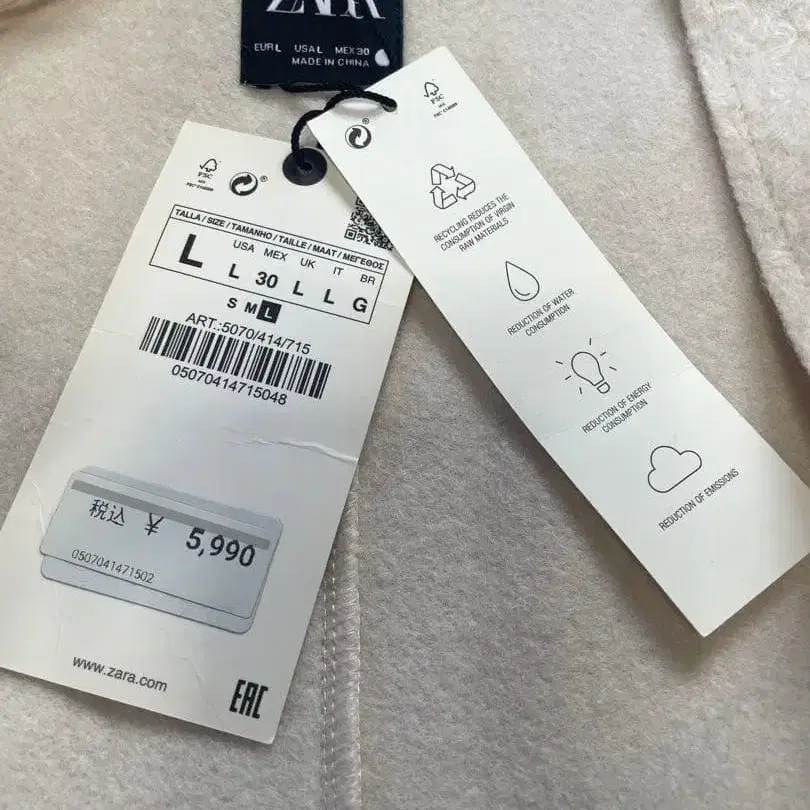 ZARA
EUR L USA L MEX 30
MADE IN CHINA
FSC
TALLA / SIZE / TAMANHO / TAILLE / MAAT / ΜΕΓΕΘΟΣ
USA MEX UK IT BR
L L 30 L L G
S M L
ART.:5070/414/715
05070414715048
税込 ¥ 5,990
0507041471502
www.zara.com
EAC
FSC
RECYCLING REDUCES THE
CONSUMPTION OF VIRGIN
RAW MATERIALS
REDUCTION OF WATER
CONSUMPTION
REDUCTION OF ENERGY
CONSUMPTION
REDUCTION OF EMISSIONS